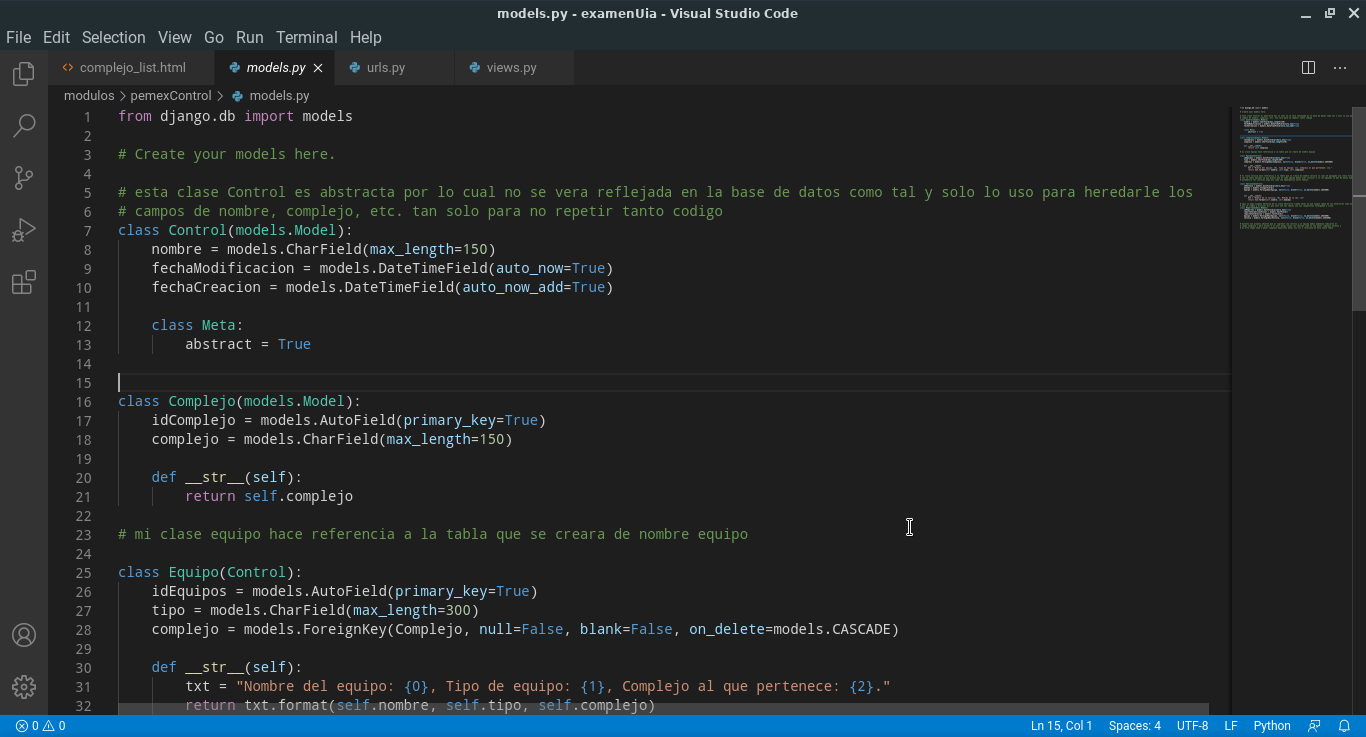 models.py - examenUia - Visual Studio Code
File Edit Selection View Go Run Terminal Help
complejo_list.html models.py urls.py views.py
modulos > pemexControl > models.py
1 from django.db import models
2
3 # Create your models here.
4
5 # esta clase Control es abstracta por lo cual no se vera reflejada en la base de datos como tal y solo lo uso para heredarle los
6 # campos de nombre, complejo, etc. tan solo para no repetir tanto codigo
7 class Control(models.Model):
8     nombre = models.CharField(max_length=150)
9     fechaModificacion = models.DateTimeField(auto_now=True)
10     fechaCreacion = models.DateTimeField(auto_now_add=True)
11
12     class Meta:
13         abstract = True
14
15
16 class Complejo(models.Model):
17     idComplejo = models.AutoField(primary_key=True)
18     complejo = models.CharField(max_length=150)
19
20     def __str__(self):
21         return self.complejo
22
23 # mi clase equipo hace referencia a la tabla que se creara de nombre equipo
24
25 class Equipo(Control):
26     idEquipos = models.AutoField(primary_key=True)
27     tipo = models.CharField(max_length=300)
28     complejo = models.ForeignKey(Complejo, null=False, blank=False, on_delete=models.CASCADE)
29
30     def __str__(self):
31         txt = "Nombre del equipo: {0}, Tipo de equipo: {1}, Complejo al que pertenece: {2}."
32         return txt.format(self.nombre, self.tipo, self.complejo)
0 0 Ln 15, Col 1 Spaces: 4 UTF-8 LF Python